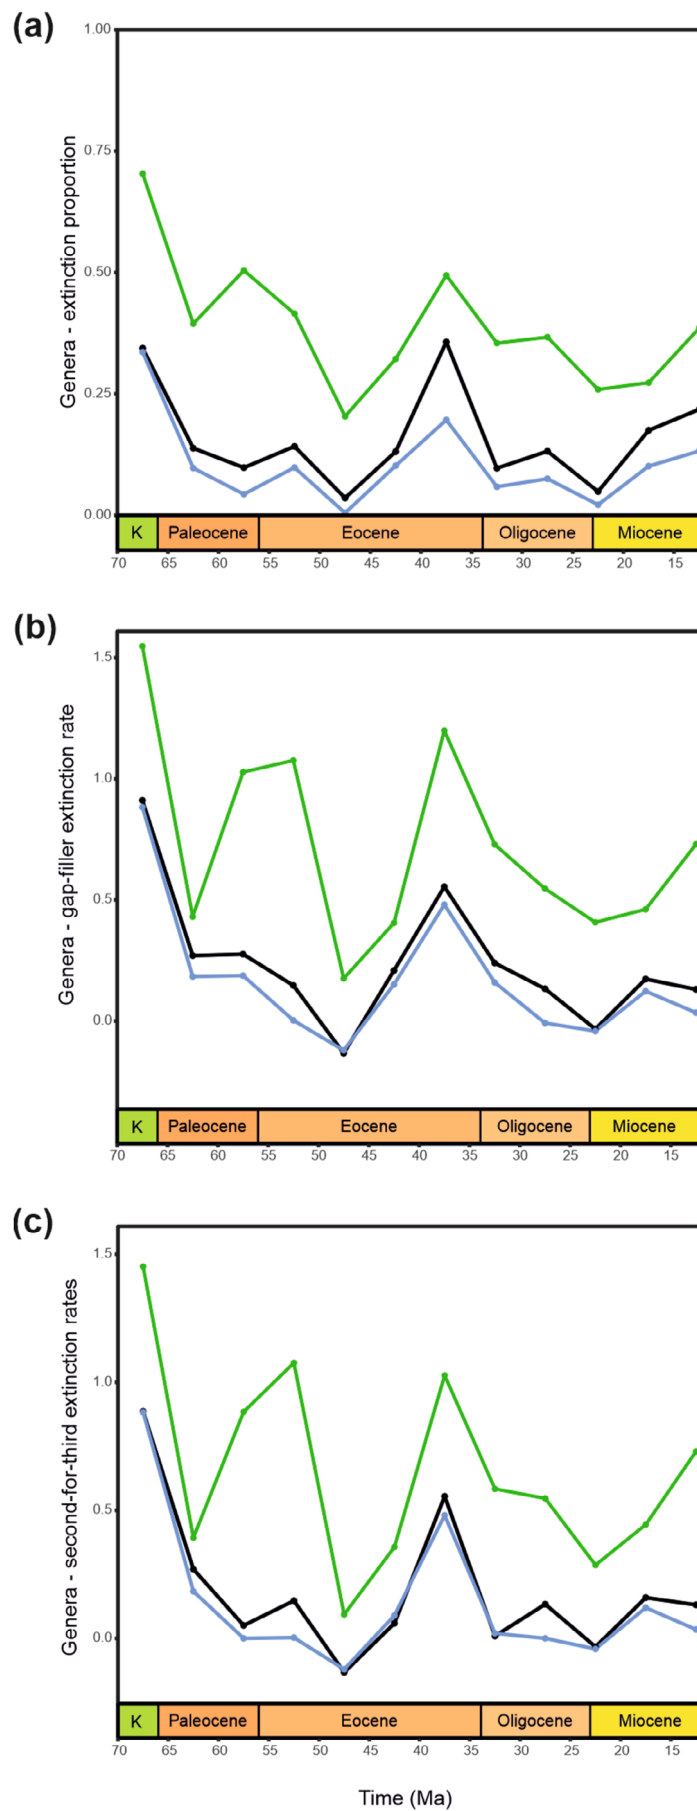 (a)
Genera - extinction proportion
1.00
0.75
0.50
0.25
0.00
K Paleocene Eocene Oligocene Miocene
70 65 60 55 50 45 40 35 30 25 20 15
(b)
Genera - gap-filler extinction rate
1.5
1.0
0.5
0.0
K Paleocene Eocene Oligocene Miocene
70 65 60 55 50 45 40 35 30 25 20 15
(c)
Genera - second-for-third extinction rates
1.5
1.0
0.5
0.0
K Paleocene Eocene Oligocene Miocene
70 65 60 55 50 45 40 35 30 25 20 15
Time (Ma)